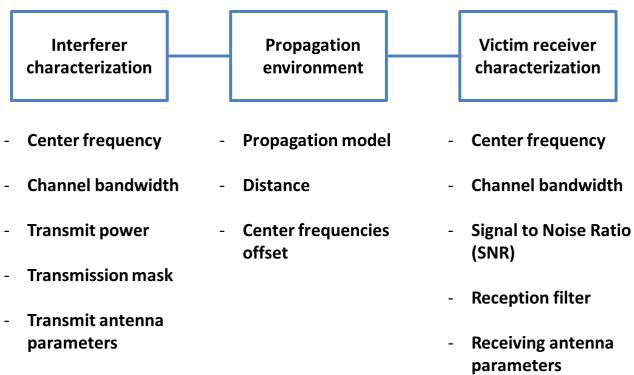 Interferer
characterization
Propagation
environment
Victim receiver
characterization
- Center frequency
- Channel bandwidth
- Transmit power
- Transmission mask
- Transmit antenna
parameters
- Propagation model
- Distance
- Center frequencies
offset
- Center frequency
- Channel bandwidth
- Signal to Noise Ratio
(SNR)
- Reception filter
- Receiving antenna
parameters